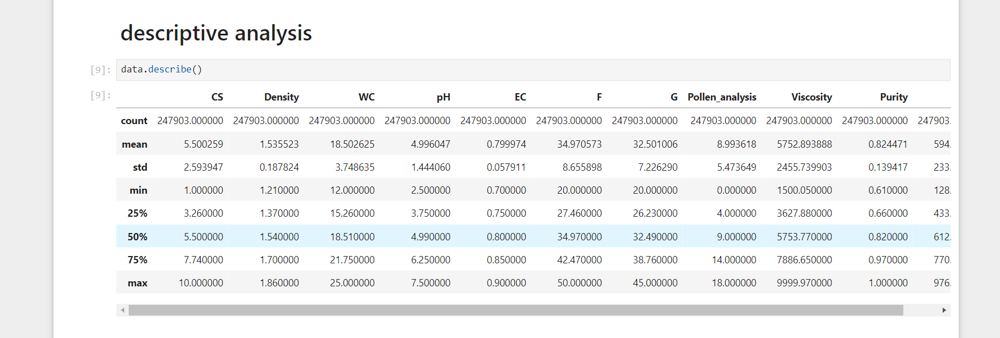 descriptive analysis
[9]: data.describe()
[9]: CS Density WC pH EC F G Pollen_analysis Viscosity Purity
count 247903.000000 247903.000000 247903.000000 247903.000000 247903.000000 247903.000000 247903.000000 247903.000000 247903.000000 247903.000000 247903.
mean 5.500259 1.535523 18.502625 4.996047 0.799974 34.970573 32.501006 8.993618 5752.893888 0.824471 594.
std 2.593947 0.187824 3.748635 1.444060 0.057911 8.655898 7.226290 5.473649 2455.739903 0.139417 233.
min 1.000000 1.210000 12.000000 2.500000 0.700000 20.000000 20.000000 0.000000 1500.050000 0.610000 128.
25% 3.260000 1.370000 15.260000 3.750000 0.750000 27.460000 26.230000 4.000000 3627.880000 0.660000 433.
50% 5.500000 1.540000 18.510000 4.990000 0.800000 34.970000 32.490000 9.000000 5753.770000 0.820000 612.
75% 7.740000 1.700000 21.750000 6.250000 0.850000 42.470000 38.760000 14.000000 7886.650000 0.970000 770.
max 10.000000 1.860000 25.000000 7.500000 0.900000 50.000000 45.000000 18.000000 9999.970000 1.000000 976.